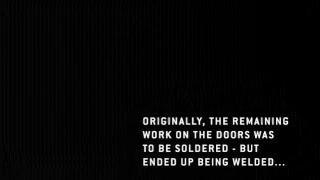 ORIGINALLY, THE REMAINING
WORK ON THE DOORS WAS
TO BE SOLDERED - BUT
ENDED UP BEING WELDED...